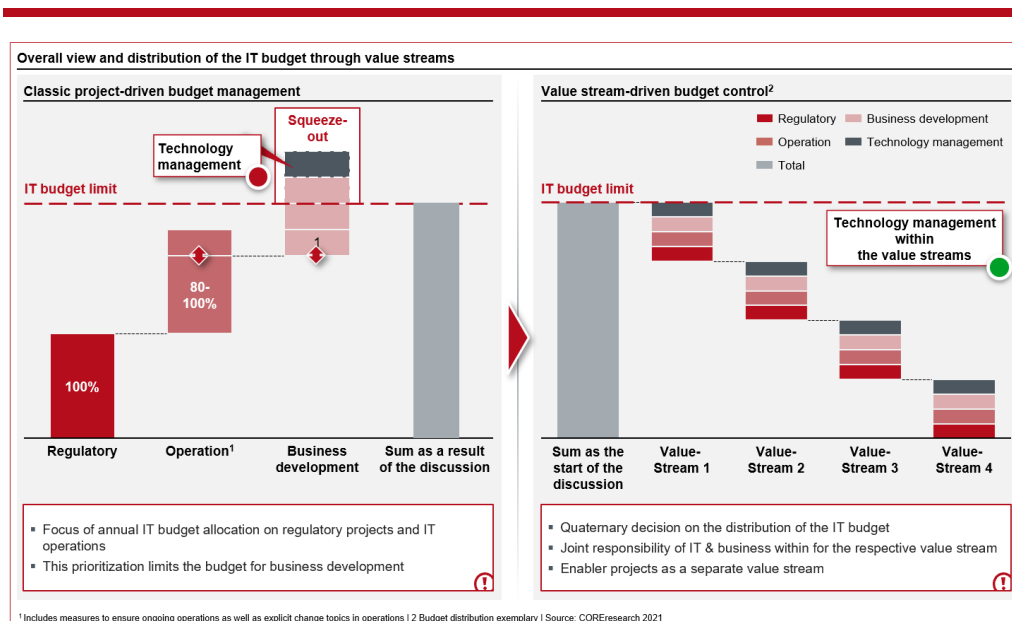 Overall view and distribution of the IT budget through value streams
Classic project-driven budget management
Squeeze-
out
Technology
management
IT budget limit
1
80-
100%
100%
Regulatory
Operation¹
Business
development
Sum as a result
of the discussion
Focus of annual IT budget allocation on regulatory projects and IT
operations
This prioritization limits the budget for business development
Value stream-driven budget control²
Regulatory
Business development
Operation
Technology management
Total
IT budget limit
Technology management
within
the value streams
Sum as the
start of the
discussion
Value-
Stream 1
Value-
Stream 2
Value-
Stream 3
Value-
Stream 4
Quaternary decision on the distribution of the IT budget
Joint responsibility of IT & business within for the respective value stream
Enabler projects as a separate value stream
¹ Includes measures to ensure ongoing operations as well as explicit change topics in operations | 2 Budget distribution exemplary | Source: COREresearch 2021